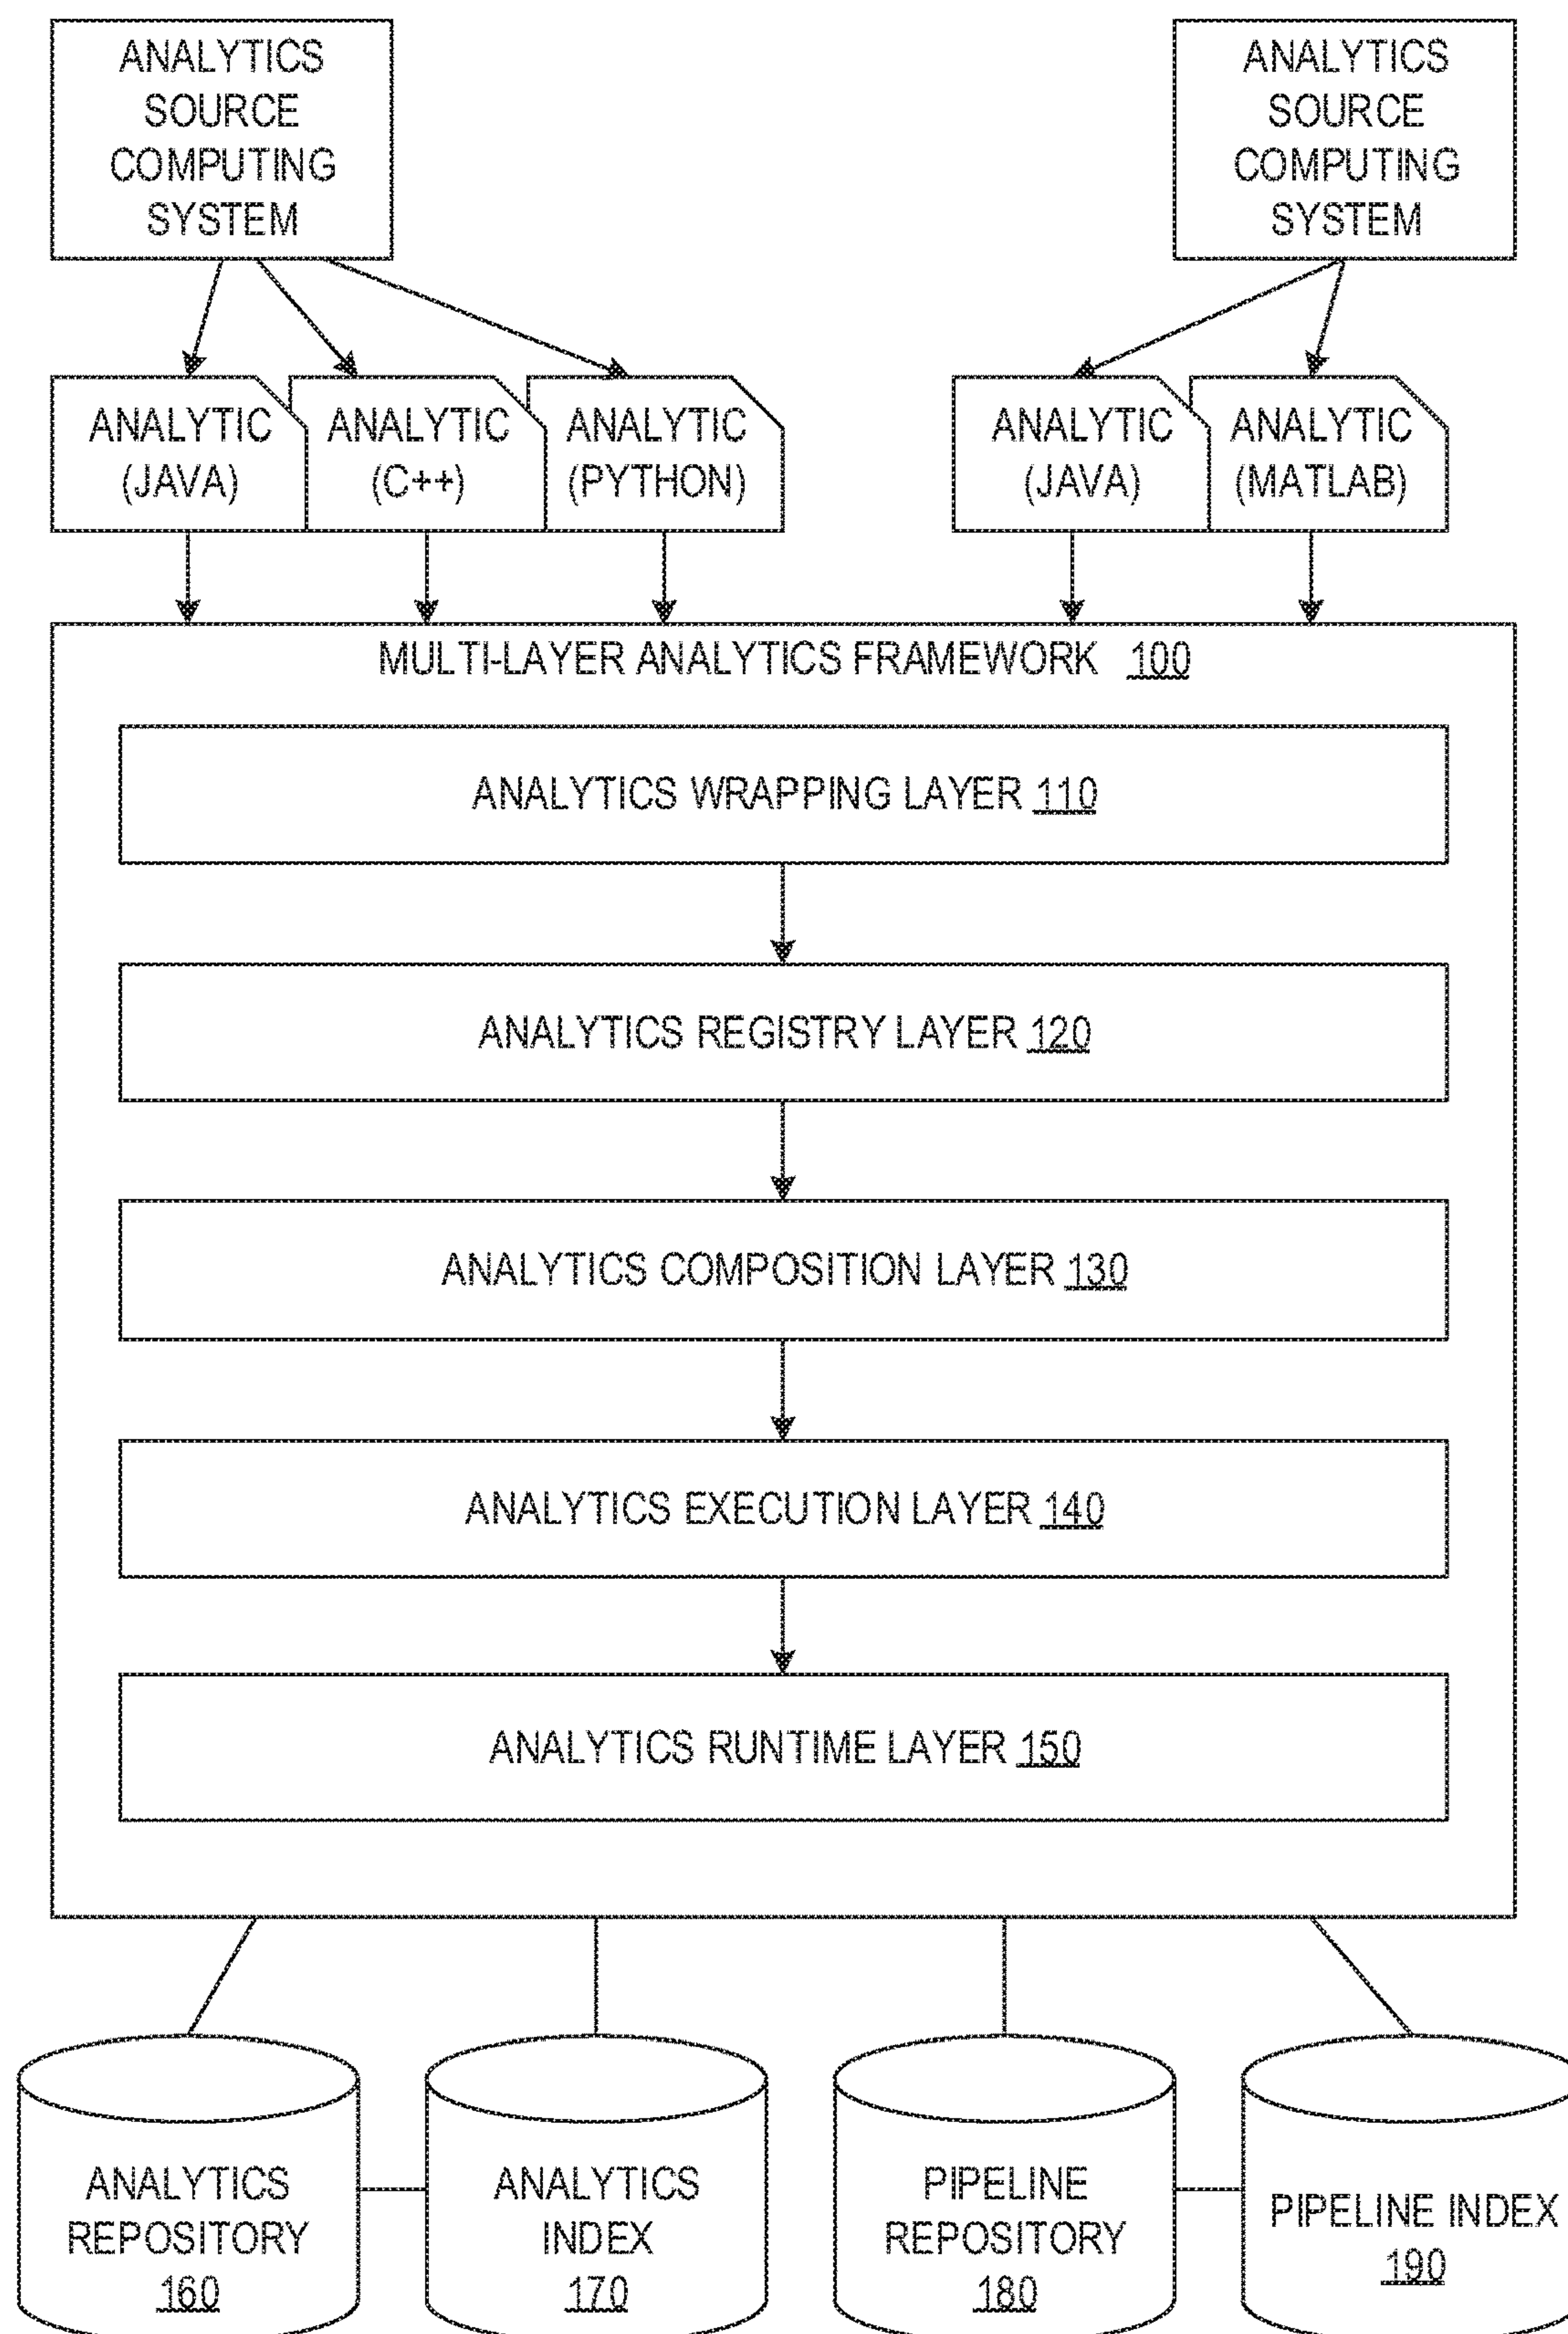 ANALYTICS
SOURCE
COMPUTING
SYSTEM
ANALYTICS
SOURCE
COMPUTING
SYSTEM
ANALYTIC
(JAVA)
ANALYTIC
(C++)
ANALYTIC
(PYTHON)
ANALYTIC
(JAVA)
ANALYTIC
(MATLAB)
MULTI-LAYER ANALYTICS FRAMEWORK 100
ANALYTICS WRAPPING LAYER 110
ANALYTICS REGISTRY LAYER 120
ANALYTICS COMPOSITION LAYER 130
ANALYTICS EXECUTION LAYER 140
ANALYTICS RUNTIME LAYER 150
ANALYTICS
REPOSITORY
160
ANALYTICS
INDEX
170
PIPELINE
REPOSITORY
180
PIPELINE INDEX
190